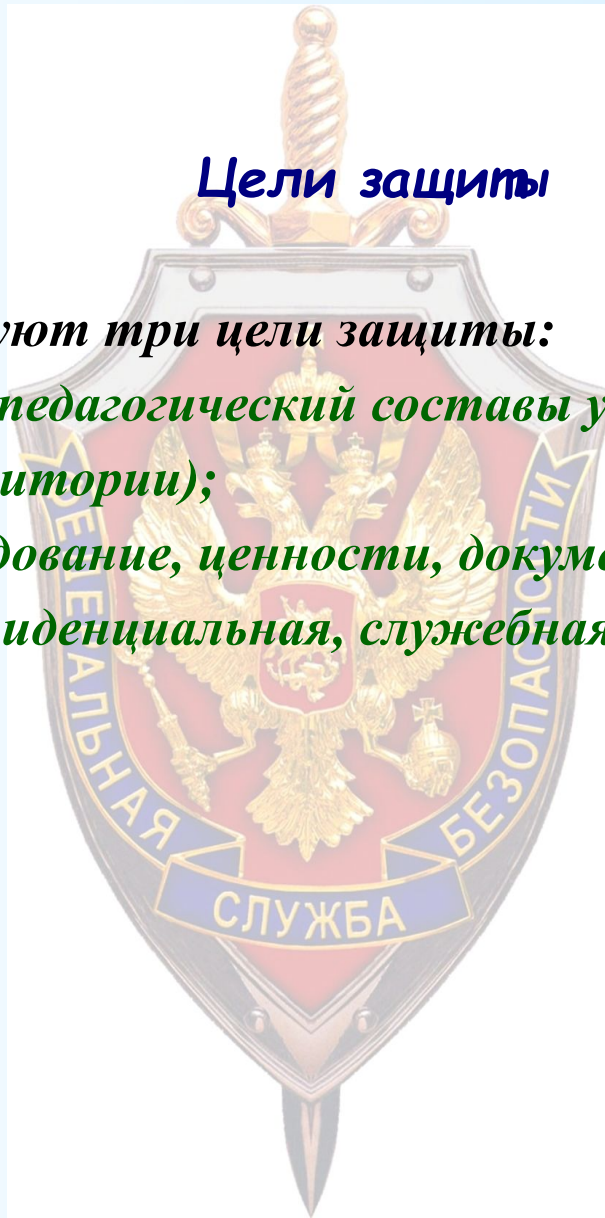 Цели защиты
уют три цели защиты:
педагогический составы у
итории);
дование, ценности, докуме
иденциальная, служебная
ФЕДЕРАЛЬНАЯ
СЛУЖБА
БЕЗОПАСНОСТИ